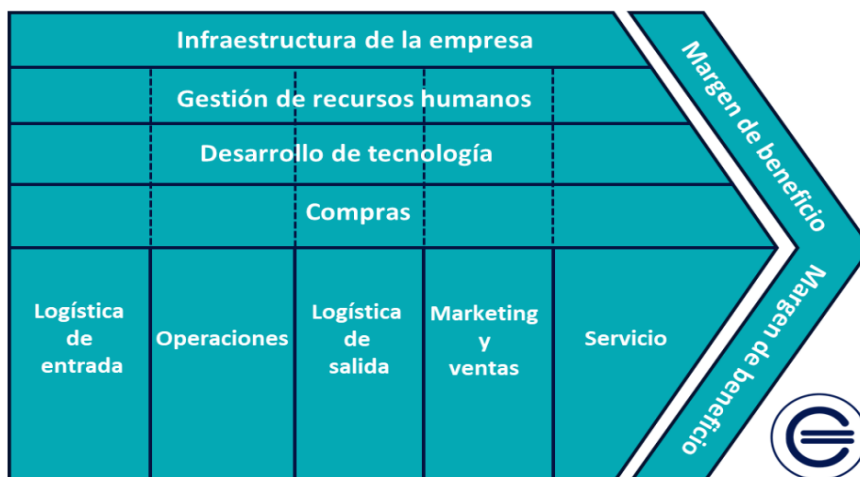 Infraestructura de la empresa
Gestión de recursos humanos
Desarrollo de tecnología
Compras
Logística
de
entrada
Operaciones
Logística
de
salida
Marketing
y
ventas
Servicio
Margen de beneficio
Margen de beneficio